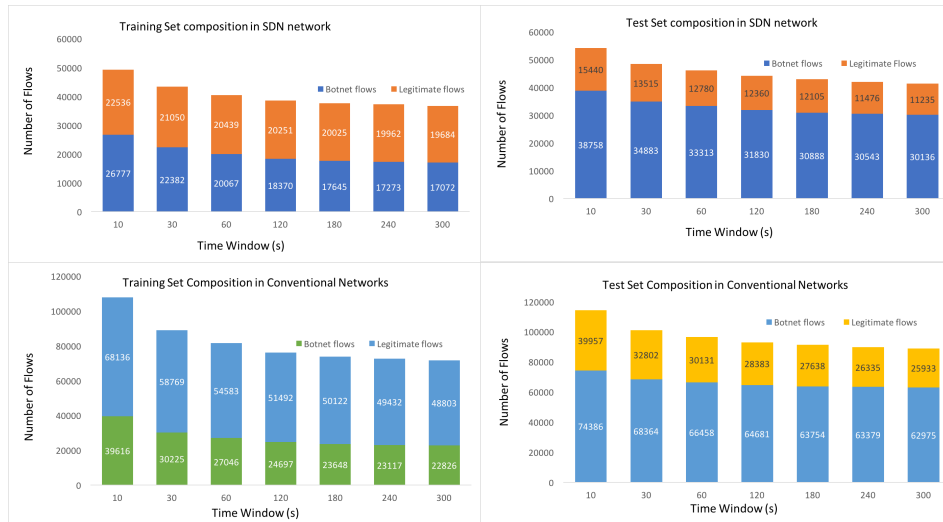 Training Set composition in SDN network
Number of Flows
60000
50000
40000
30000
20000
10000
0
Botnet flows Legitimate Flows
22536 21050 20439 20251 20025 19962 19684
26777 22382 20067 18370 17645 17273 17072
10 30 60 120 180 240 300
Time Window (s)
Test Set composition in SDN network
Number of Flows
60000
50000
40000
30000
20000
10000
0
Botnet flows Legitimate Flows
15440 13515 12780 12360 12105 11476 11235
38758 34883 33313 31830 30888 30543 30136
10 30 60 120 180 240 300
Time Window (s)
Training Set Composition in Conventional Networks
Number of Flows
120000
100000
80000
60000
40000
20000
0
Botnet flows Legitimate flows
68136 58769 54583 51492 50122 49432 48803
39616 30225 27046 24697 23648 23117 22826
10 30 60 120 180 240 300
Time Window (s)
Test Set Composition in Conventional Networks
Number of Flows
120000
100000
80000
60000
40000
20000
0
Botnet flows Legitimate flows
39957 32802 30131 28383 27638 26335 25933
74386 68364 66458 64681 63754 63379 62975
10 30 60 120 180 240 300
Time Window (s)